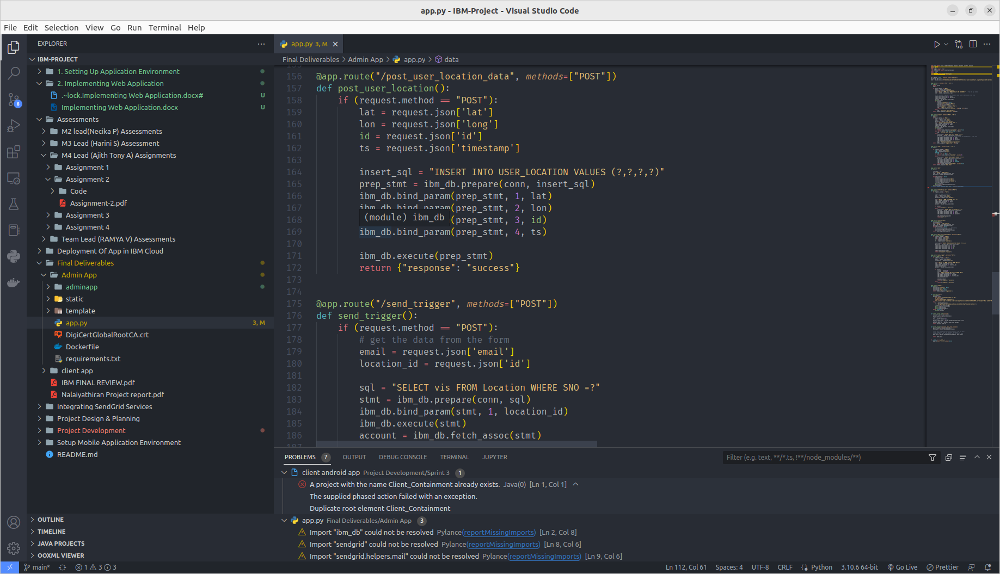 app.py - IBM-Project - Visual Studio Code
File Edit Selection View Go Run Terminal Help
EXPLORER
IBM-PROJECT
1. Setting Up Application Environment
2. Implementing Web Application
.~lock.Implementing Web Application.docx# U
Implementing Web Application.docx U
Assessments
M2 lead(Necika P) Assessments
M3 Lead (Harini S) Assessment
M4 Lead (Ajith Tony A) Assignments
Assignment 1
Assignment 2
Code
Assignment-2.pdf
Assignment 3
Assignment 4
Team Lead (RAMYA V) Assessments
Deployment Of App in IBM Cloud
Final Deliverables
Admin App
adminapp
static
template
app.py 3, M
DigiCertGlobalRootCA.crt
Dockerfile
requirements.txt
client app
IBM FINAL REVIEW.pdf
Nalaiyathiran Project report.pdf
Integrating SendGrid Services
Project Design & Planning
Project Development
Setup Mobile Application Environment
README.md
OUTLINE
TIMELINE
JAVA PROJECTS
OOXML VIEWER
8
app.py 3, M
Final Deliverables > Admin App > app.py > data
156 @app.route("/post_user_location_data", methods=["POST"])
157 def post_user_location():
158 if (request.method == "POST"):
159 lat = request.json['lat']
160 lon = request.json['long']
161 id = request.json['id']
162 ts = request.json['timestamp']
163
164 insert_sql = "INSERT INTO USER_LOCATION VALUES (?,?,?,?)"
165 prep_stmt = ibm_db.prepare(conn, insert_sql)
166 ibm_db.bind_param(prep_stmt, 1, lat)
167 ibm_db.bind_param(prep_stmt, 2, lon)
168 (module) ibm_db (prep_stmt, 3, id)
169 ibm_db.bind_param(prep_stmt, 4, ts)
170
171 ibm_db.execute(prep_stmt)
172 return {"response": "success"}
173
174
175 @app.route("/send_trigger", methods=["POST"])
176 def send_trigger():
177 if (request.method == "POST"):
178 # get the data from the form
179 email = request.json['email']
180 location_id = request.json['id']
181
182 sql = "SELECT vis FROM Location WHERE SNO =?"
183 stmt = ibm_db.prepare(conn, sql)
184 ibm_db.bind_param(stmt, 1, location_id)
185 ibm_db.execute(stmt)
186 account = ibm_db.fetch_assoc(stmt)
187
PROBLEMS 7 OUTPUT DEBUG CONSOLE TERMINAL JUPYTER Filter (e.g. text, **/*.ts, !**/node_modules/**)
client android app Project Development/Sprint 3 1
A project with the name Client_Containment already exists. Java(0) [Ln 1, Col 1]
The supplied phased action failed with an exception.
Duplicate root element Client_Containment
app.py Final Deliverables/Admin App 3
Import "ibm_db" could not be resolved Pylance(reportMissingImports) [Ln 2, Col 8]
Import "sendgrid" could not be resolved Pylance(reportMissingImports) [Ln 8, Col 6]
Import "sendgrid.helpers.mail" could not be resolved Pylance(reportMissingImports) [Ln 9, Col 6]
main* 1 3 3 Ln 112, Col 61 Spaces: 4 UTF-8 CRLF Python 3.10.6 64-bit Go Live Prettier